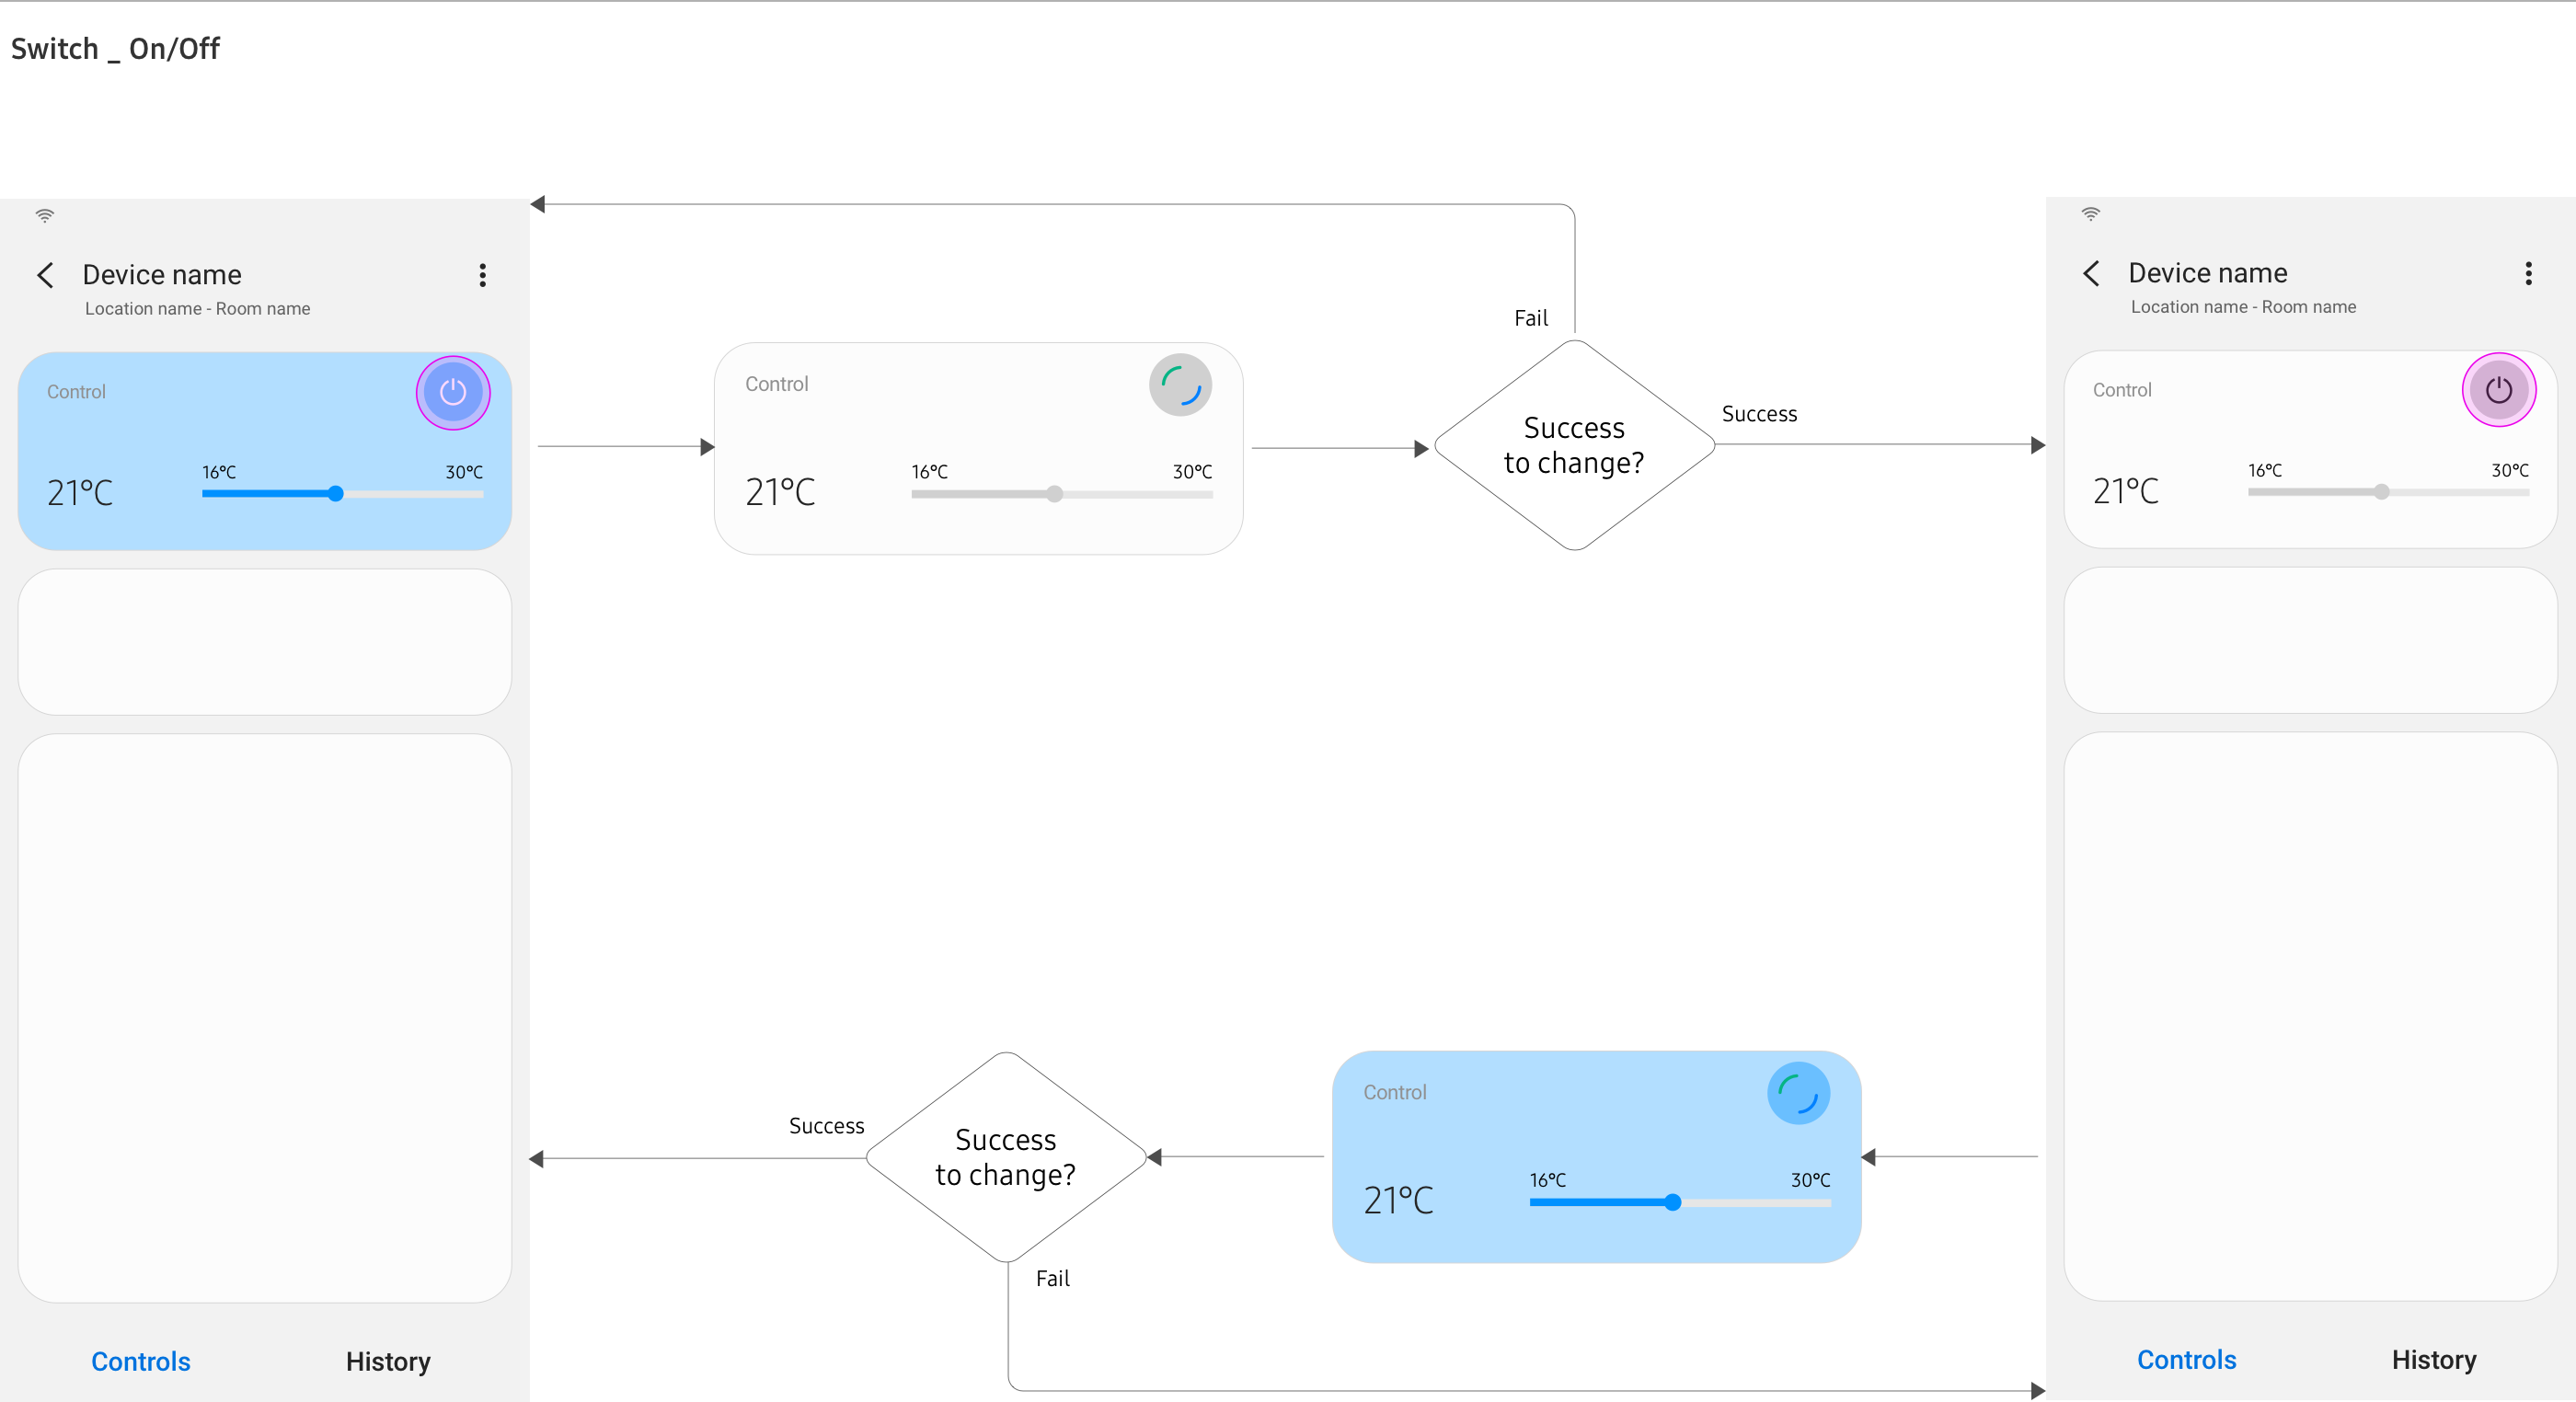 Switch _ On/Off
Device name
Location name - Room name
Control
16°C 30°C
21°C
Controls History
Control
16°C 30°C
21°C
Fail
Success
to change?
Success
Device name
Location name - Room name
Control
16°C 30°C
21°C
Controls History
Control
16°C 30°C
21°C
Success
to change?
Success
Fail